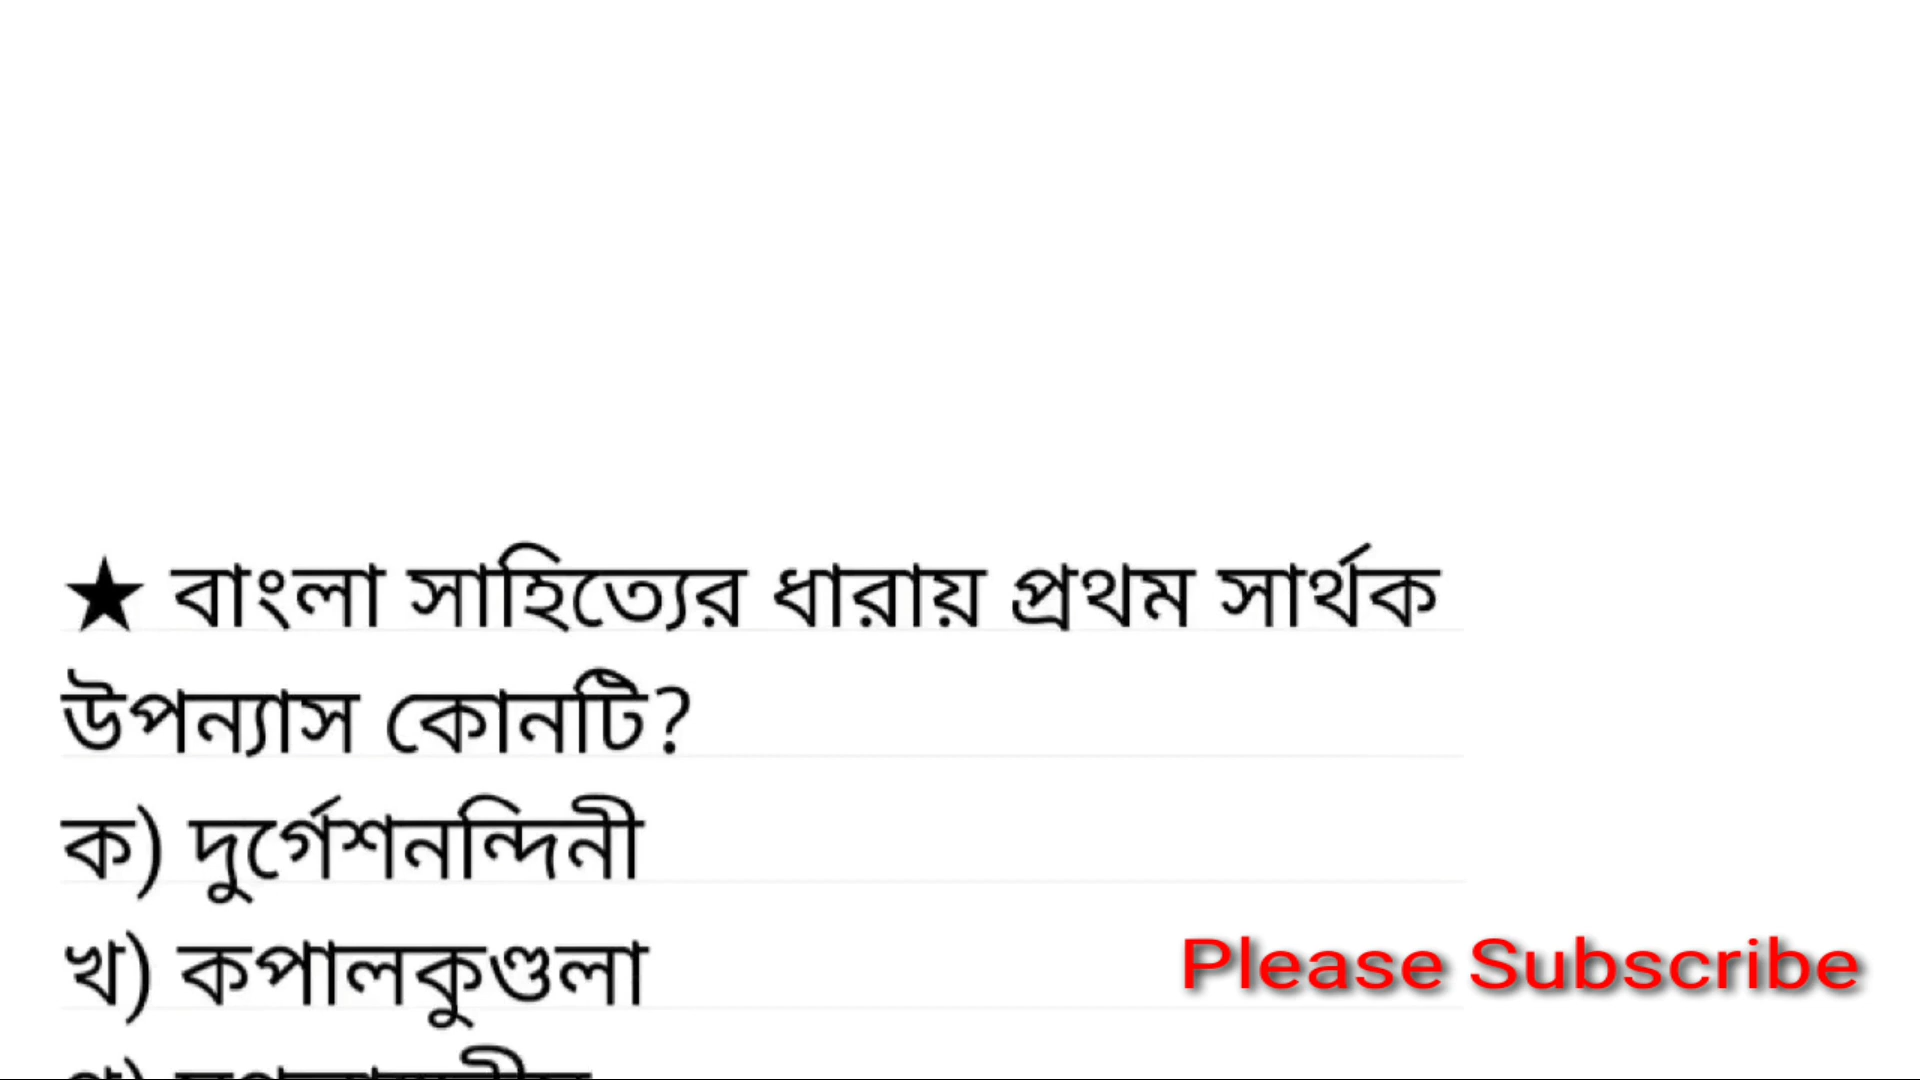 ★ বাংলা সাহিত্যের ধারায় প্রথম সার্থক
উপন্যাস কোনটি?
ক) দুর্গেশনন্দিনী
খ) কপালকুণ্ডলা
Please Subscribe